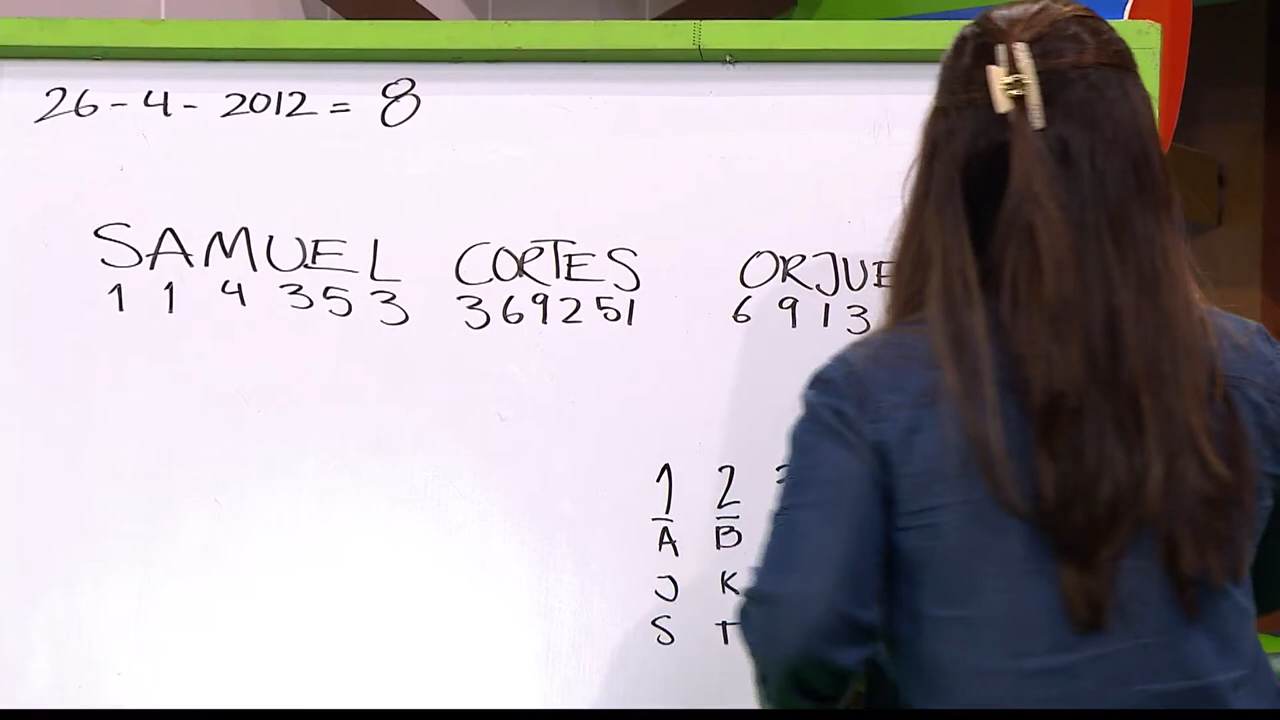 26-4-2012 = 8
SAMUEL CORTES ORJUE
1 1 4 3 5 3 3 6 9 2 5 1 6 9 1 3
1 2
A B
J K
S T